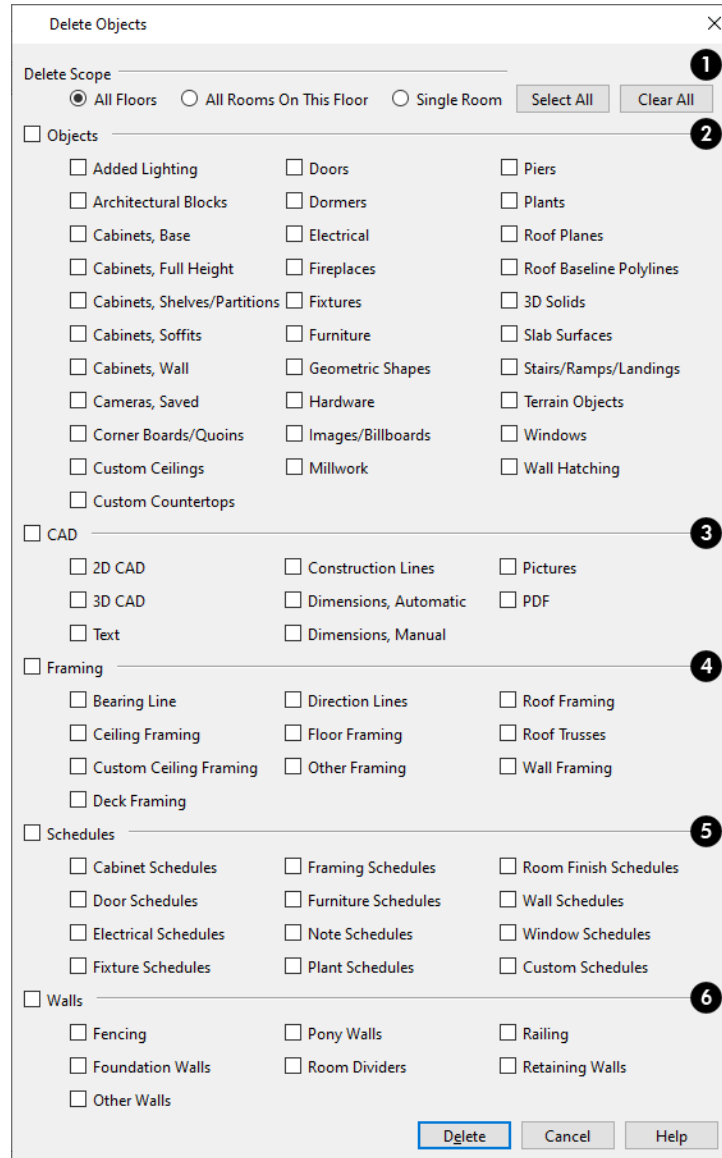 Delete Objects
1
Delete Scope
All Floors All Rooms On This Floor Single Room Select All Clear All
Objects 2
Added Lighting Doors Piers
Architectural Blocks Dormers Plants
Cabinets, Base Electrical Roof Planes
Cabinets, Full Height Fireplaces Roof Baseline Polylines
Cabinets, Shelves/Partitions Fixtures 3D Solids
Cabinets, Soffits Furniture Slab Surfaces
Cabinets, Wall Geometric Shapes Stairs/Ramps/Landings
Cameras, Saved Hardware Terrain Objects
Corner Boards/Quoins Images/Billboards Windows
Custom Ceilings Millwork Wall Hatching
Custom Countertops
CAD 3
2D CAD Construction Lines Pictures
3D CAD Dimensions, Automatic PDF
Text Dimensions, Manual
Framing 4
Bearing Line Direction Lines Roof Framing
Ceiling Framing Floor Framing Roof Trusses
Custom Ceiling Framing Other Framing Wall Framing
Deck Framing
Schedules 5
Cabinet Schedules Framing Schedules Room Finish Schedules
Door Schedules Furniture Schedules Wall Schedules
Electrical Schedules Note Schedules Window Schedules
Fixture Schedules Plant Schedules Custom Schedules
Walls 6
Fencing Pony Walls Railing
Foundation Walls Room Dividers Retaining Walls
Other Walls
Delete Cancel Help